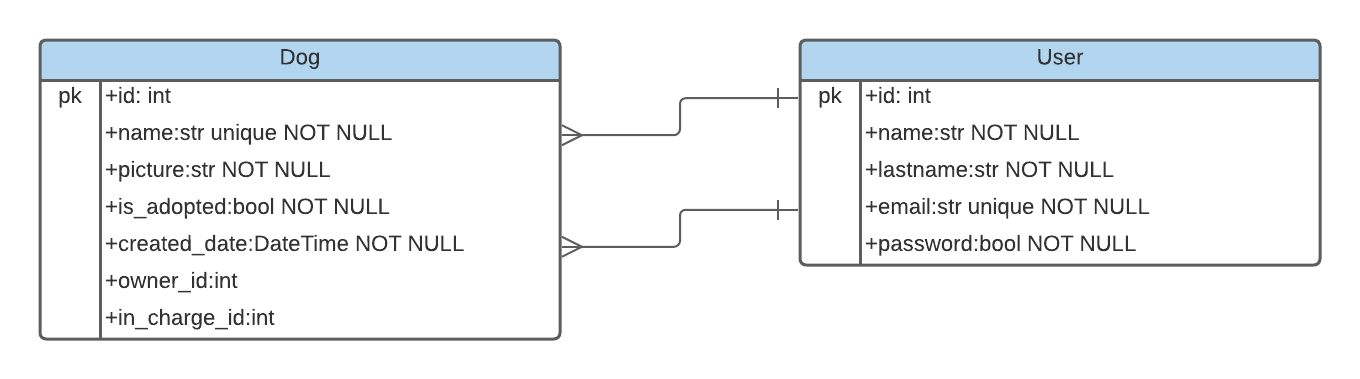 Dog
pk +id: int
+name:str unique NOT NULL
+picture:str NOT NULL
+is_adopted:bool NOT NULL
+created_date:DateTime NOT NULL
+owner_id:int
+in_charge_id:int
User
pk +id: int
+name:str NOT NULL
+lastname:str NOT NULL
+email:str unique NOT NULL
+password:bool NOT NULL